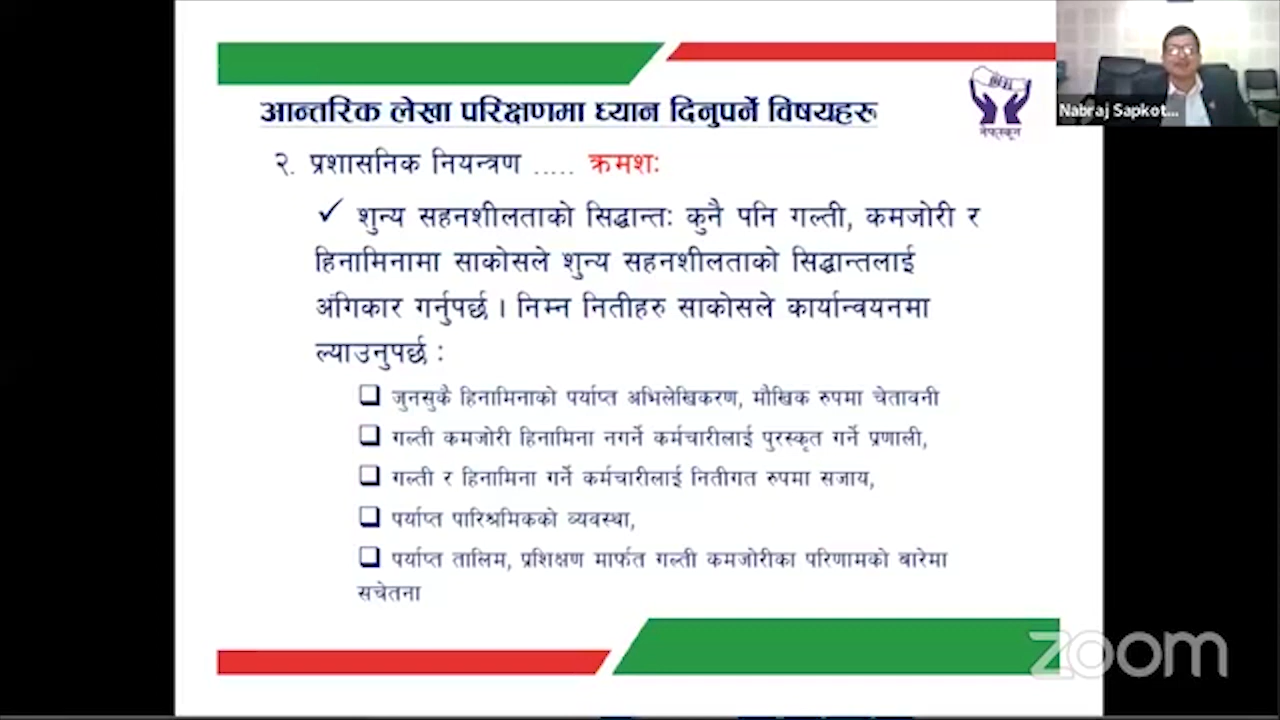 आन्तरिक लेखा परिक्षणमा ध्यान दिनुपर्ने विषयहरू
नेफ्स्कून
Nabraj Sapkot...
२. प्रशासनिक नियन्त्रण ..... क्रमशः
✓ शुन्य सहनशीलताको सिद्धान्तः कुनै पनि गल्ती, कमजोरी र
हिनामिनामा साकोसले शुन्य सहनशीलताको सिद्धान्तलाई
अंगिकार गर्नुपर्छ । निम्न नितीहरु साकोसले कार्यान्वयनमा
ल्याउनुपर्छ :
❑ जुनसुकै हिनामिनाको पर्याप्त अभिलेखिकरण, मौखिक रुपमा चेतावनी
❑ गल्ती कमजोरी हिनामिना नगर्ने कर्मचारीलाई पुरस्कृत गर्ने प्रणाली,
❑ गल्ती र हिनामिना गर्ने कर्मचारीलाई नितीगत रुपमा सजाय,
❑ पर्याप्त पारिश्रमिकको व्यवस्था,
❑ पर्याप्त तालिम, प्रशिक्षण मार्फत गल्ती कमजोरीका परिणामको बारेमा
सचेतना
zoom